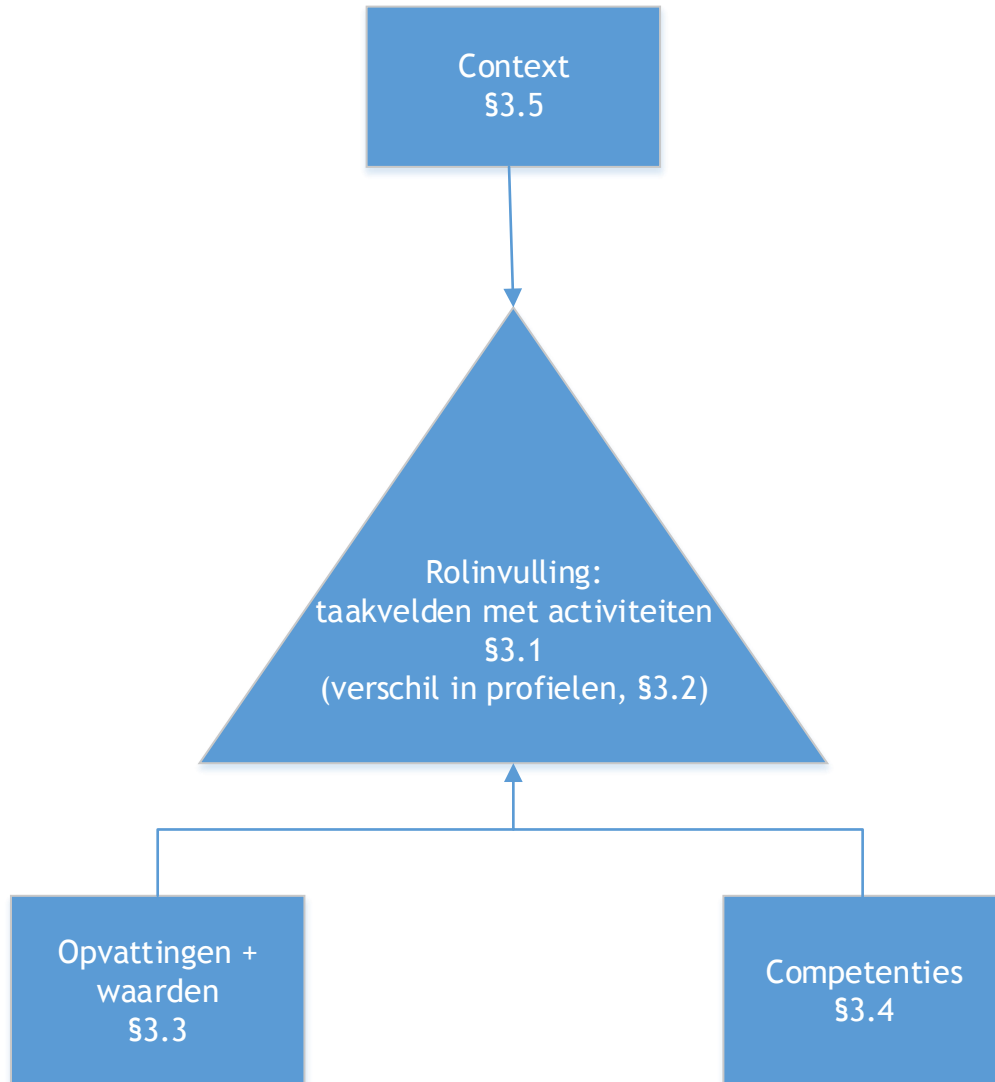 Context
§3.5
Rolinvulling:
taakvelden met activiteiten
§3.1
(verschil in profielen, §3.2)
Opvattingen +
waarden
§3.3
Competenties
§3.4